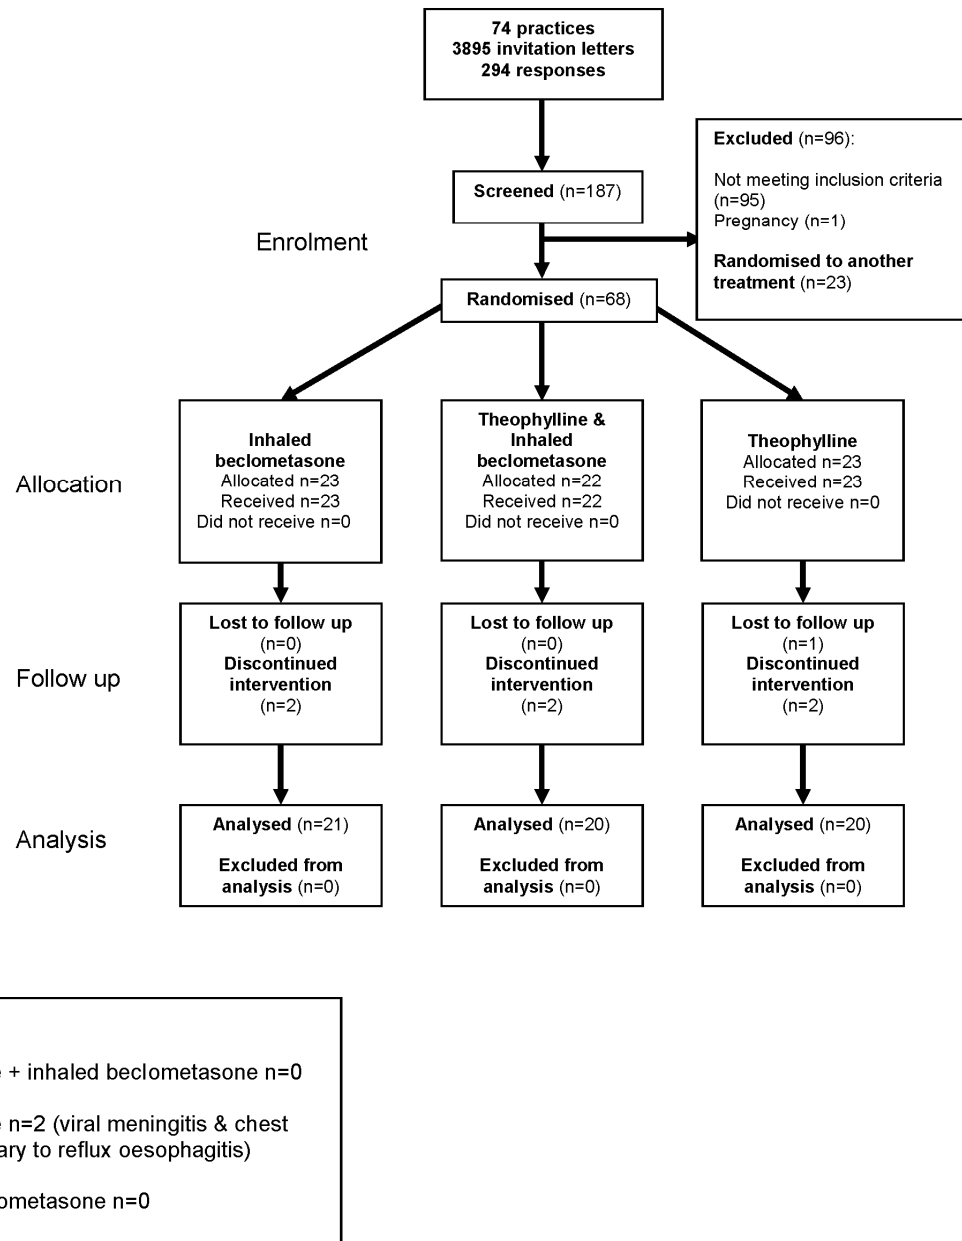 74 practices
3895 invitation letters
294 responses
Excluded (n=96):
Not meeting inclusion criteria
(n=95)
Pregnancy (n=1)
Randomised to another
treatment (n=23)
Screened (n=187)
Enrolment
Randomised (n=68)
Allocation
Inhaled
beclometasone
Allocated n=23
Received n=23
Did not receive n=0
Theophylline &
Inhaled
beclometasone
Allocated n=22
Received n=22
Did not receive n=0
Theophylline
Allocated n=23
Received n=23
Did not receive n=0
Follow up
Lost to follow up
(n=0)
Discontinued
intervention
(n=2)
Lost to follow up
(n=0)
Discontinued
intervention
(n=2)
Lost to follow up
(n=1)
Discontinued
intervention
(n=2)
Analysis
Analysed (n=21)
Excluded from
analysis (n=0)
Analysed (n=20)
Excluded from
analysis (n=0)
Analysed (n=20)
Excluded from
analysis (n=0)
+ inhaled beclometasone n=0
n=2 (viral meningitis & chest
to reflux oesophagitis)
n=0